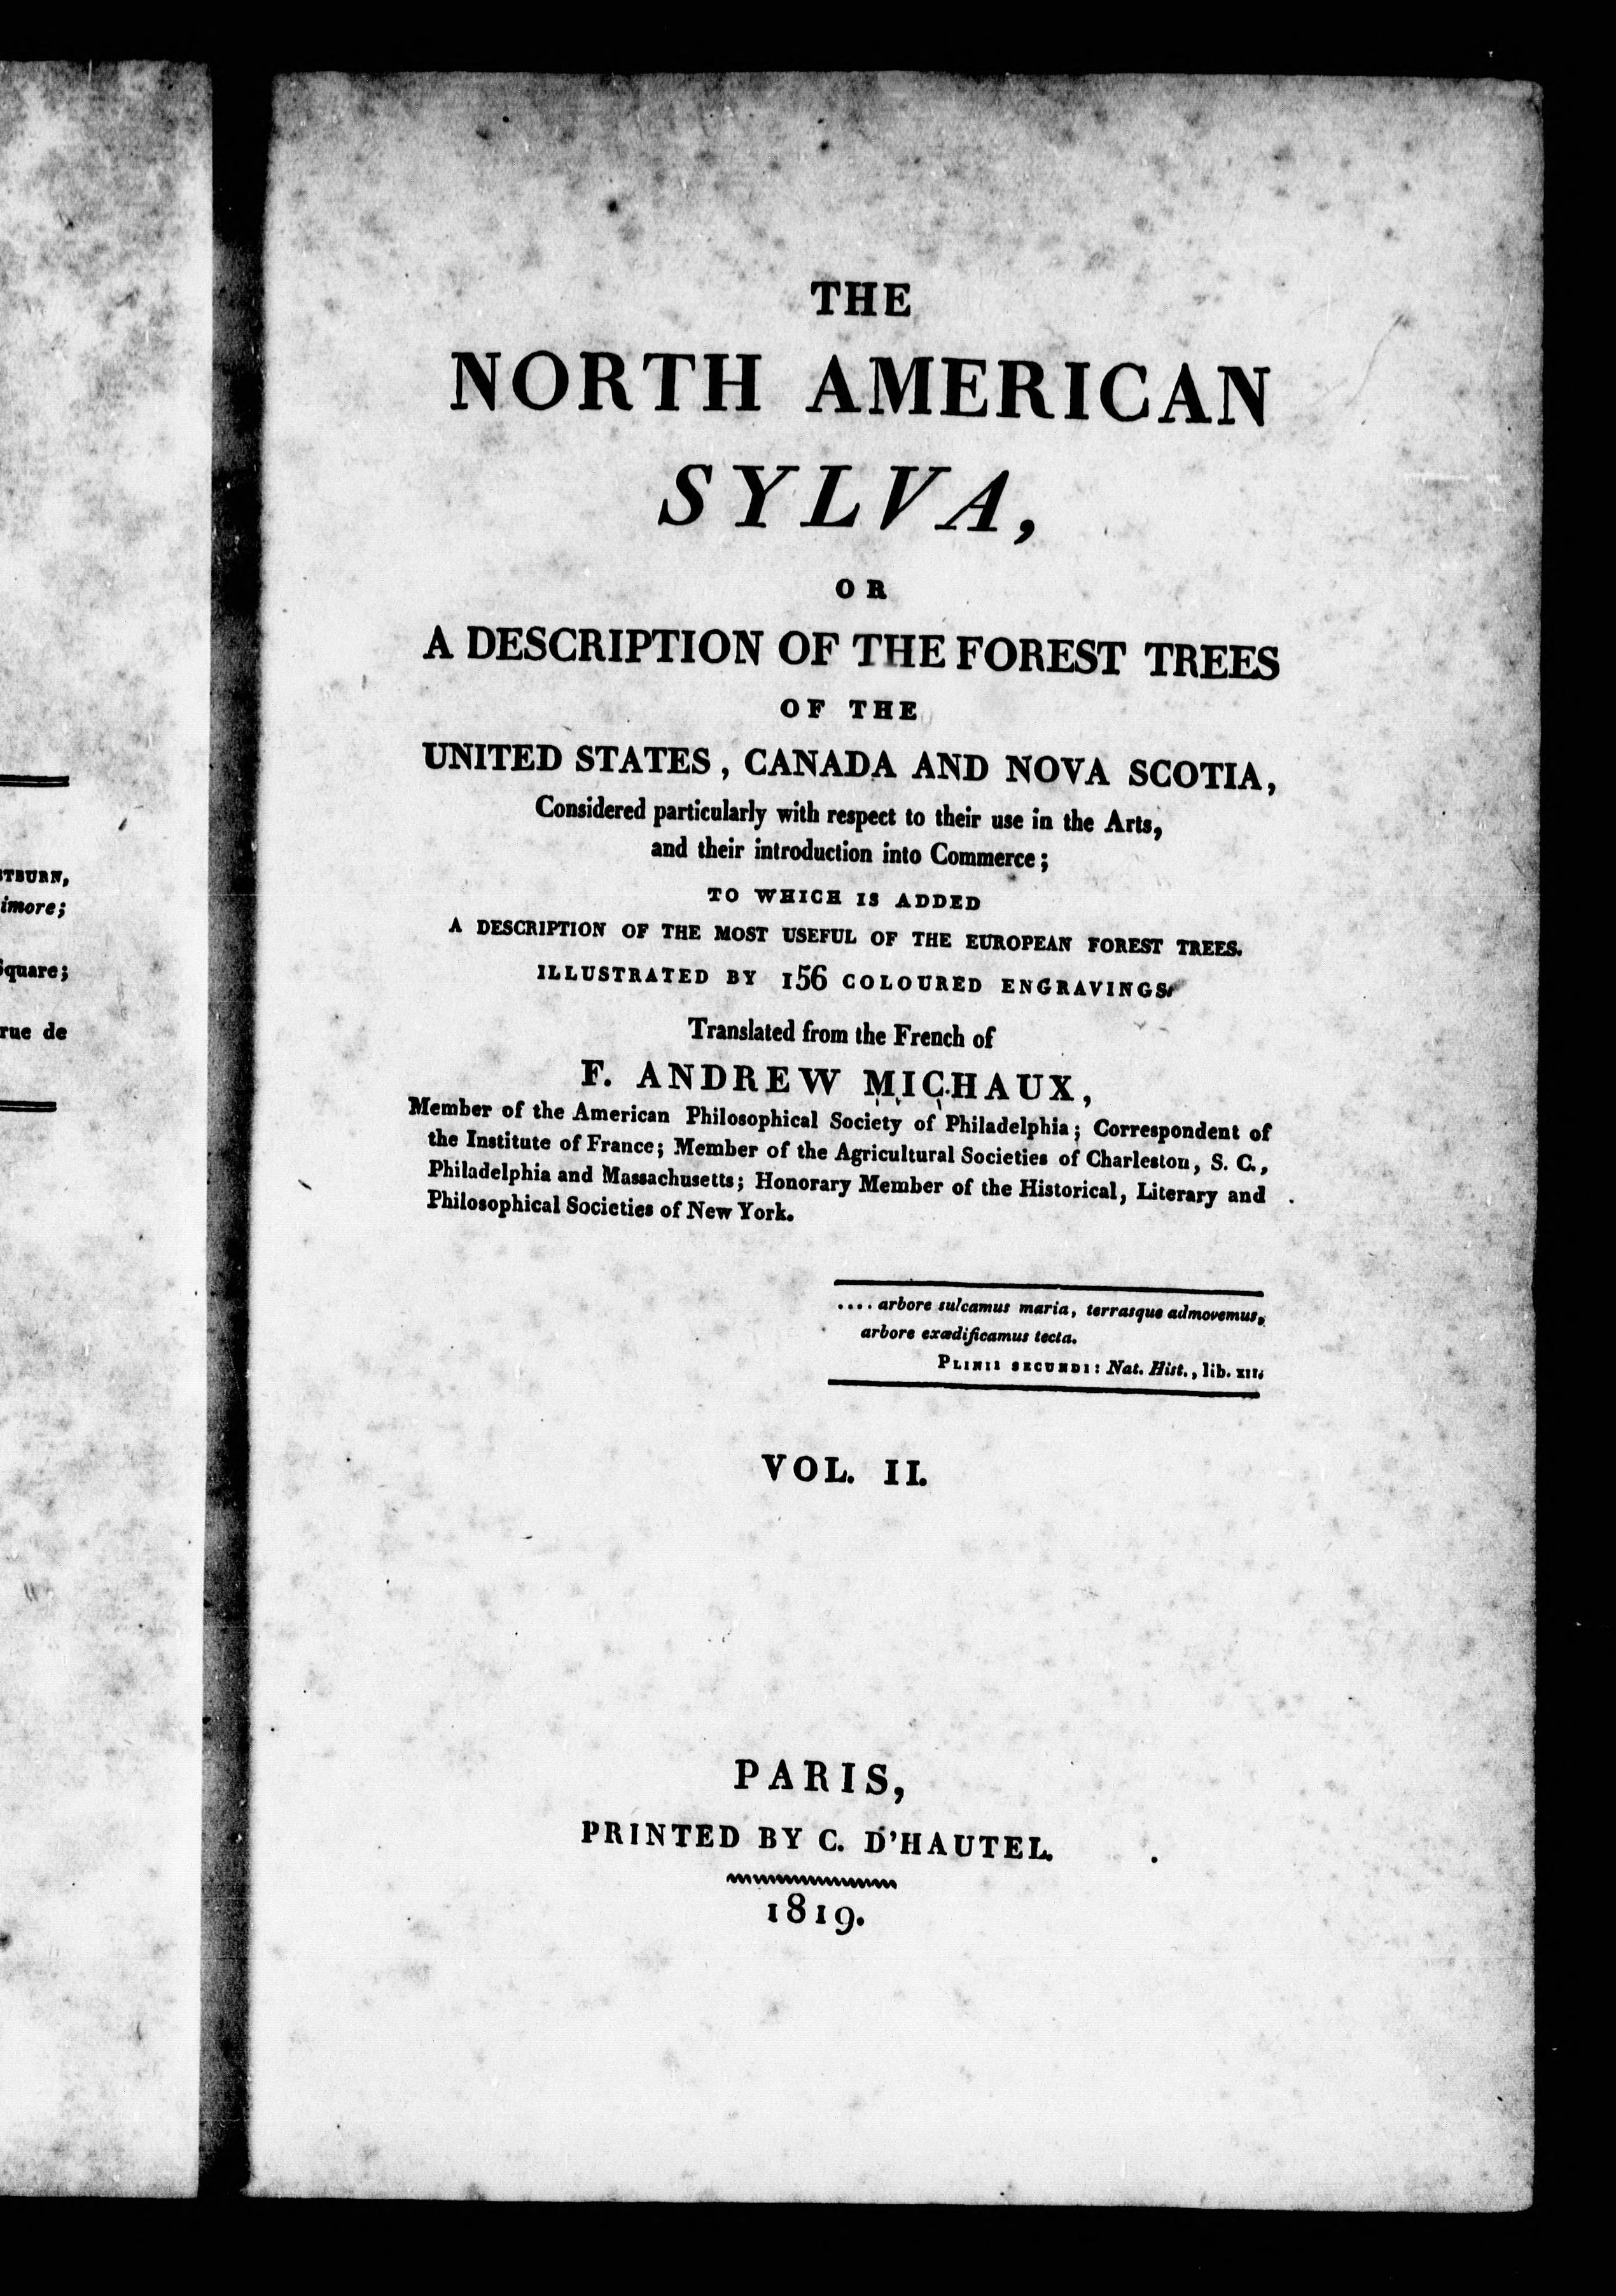 STBURN,
imore;
Square;
rue de
THE
NORTH AMERICAN
SYLVA,
OR
A DESCRIPTION OF THE FOREST TREES
OF THE
UNITED STATES, CANADA AND NOVA SCOTIA,
Considered particularly with respect to their use in the Arts,
and their introduction into Commerce;
TO WHICH IS ADDED
A DESCRIPTION OF THE MOST USEFUL OF THE EUROPEAN FOREST TREES.
ILLUSTRATED BY 156 COLOURED ENGRAVINGS.
Translated from the French of
F. ANDREW MICHAUX,
Member of the American Philosophical Society of Philadelphia; Correspondent of
the Institute of France; Member of the Agricultural Societies of Charleston, S. C.,
Philadelphia and Massachusetts; Honorary Member of the Historical, Literary and
Philosophical Societies of New York.
.... arbore sulcamus maria, terrasque admovemus,
arbore exædificamus tecta.
PLINII SECUNDI: Nat. Hist., lib. XII.
VOL. II.
PARIS,
PRINTED BY C. D'HAUTEL.
1819.